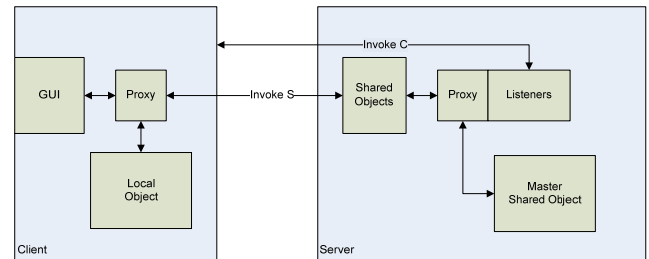 Invoke C
GUI
Proxy
Invoke S
Shared
Objects
Proxy
Listeners
Local
Object
Master
Shared Object
Client
Server